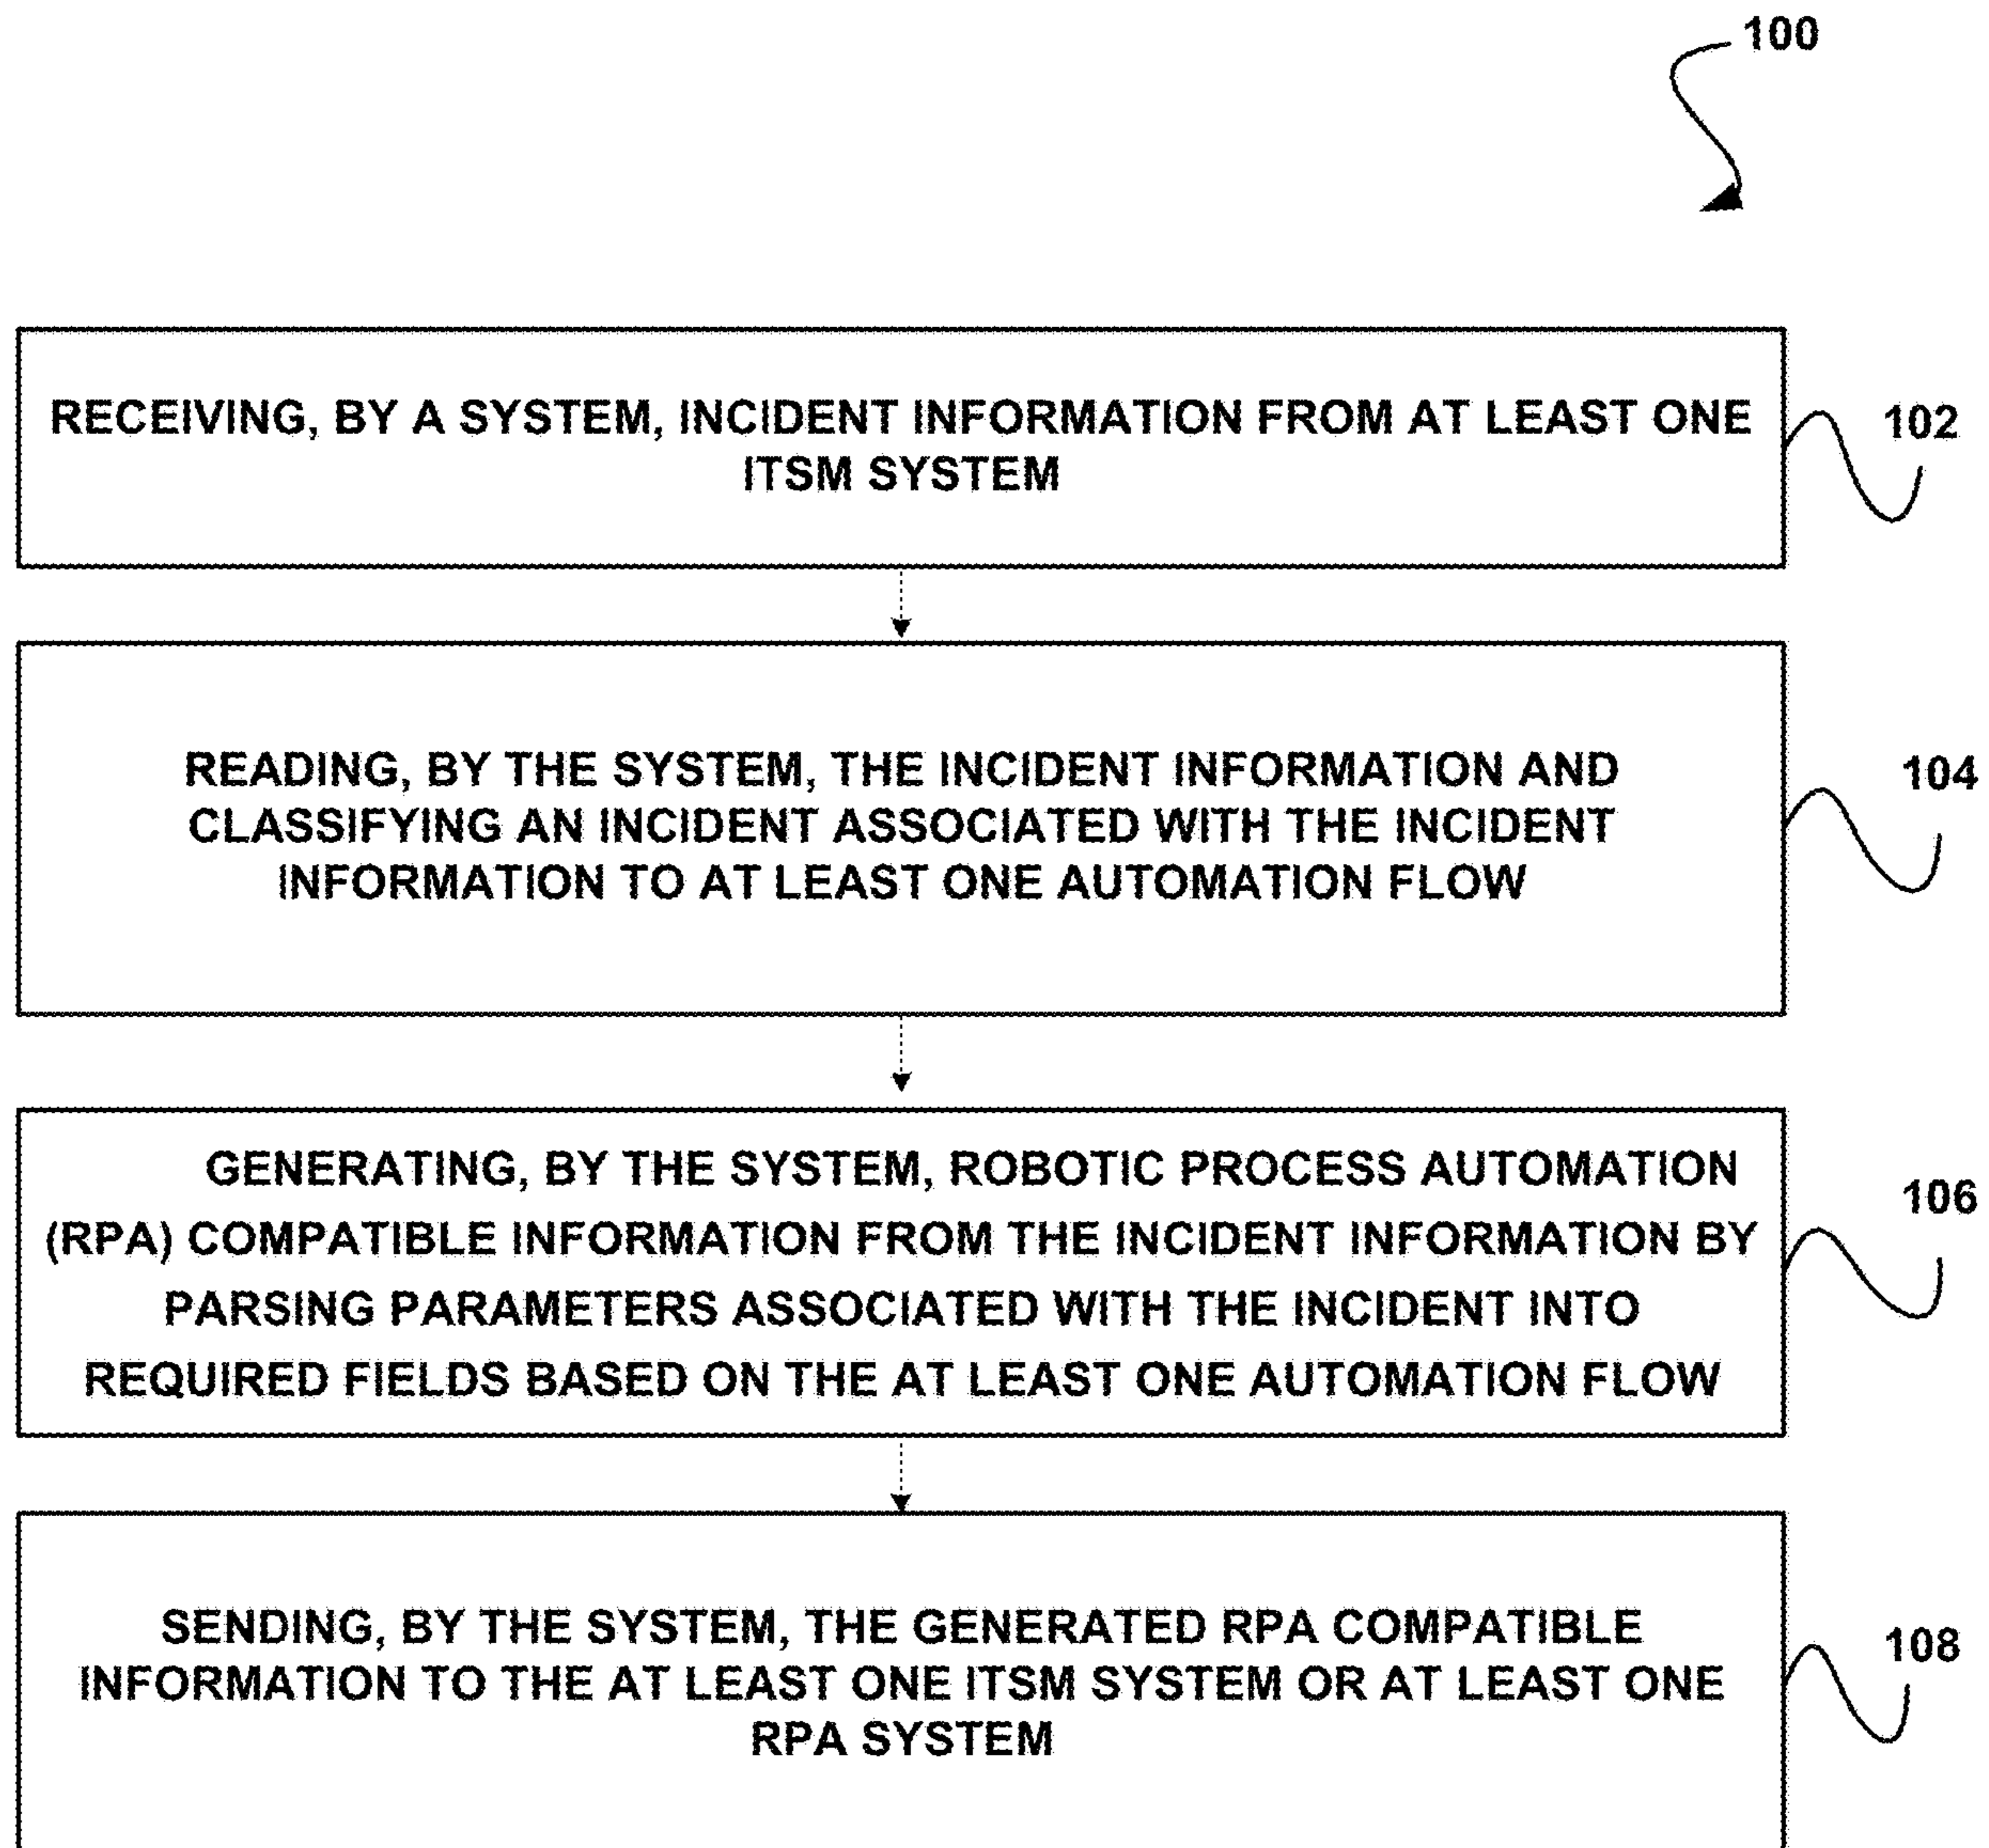 100
RECEIVING, BY A SYSTEM, INCIDENT INFORMATION FROM AT LEAST ONE
ITSM SYSTEM
102
READING, BY THE SYSTEM, THE INCIDENT INFORMATION AND
CLASSIFYING AN INCIDENT ASSOCIATED WITH THE INCIDENT
INFORMATION TO AT LEAST ONE AUTOMATION FLOW
104
GENERATING, BY THE SYSTEM, ROBOTIC PROCESS AUTOMATION
(RPA) COMPATIBLE INFORMATION FROM THE INCIDENT INFORMATION BY
PARSING PARAMETERS ASSOCIATED WITH THE INCIDENT INTO
REQUIRED FIELDS BASED ON THE AT LEAST ONE AUTOMATION FLOW
106
SENDING, BY THE SYSTEM, THE GENERATED RPA COMPATIBLE
INFORMATION TO THE AT LEAST ONE ITSM SYSTEM OR AT LEAST ONE
RPA SYSTEM
108